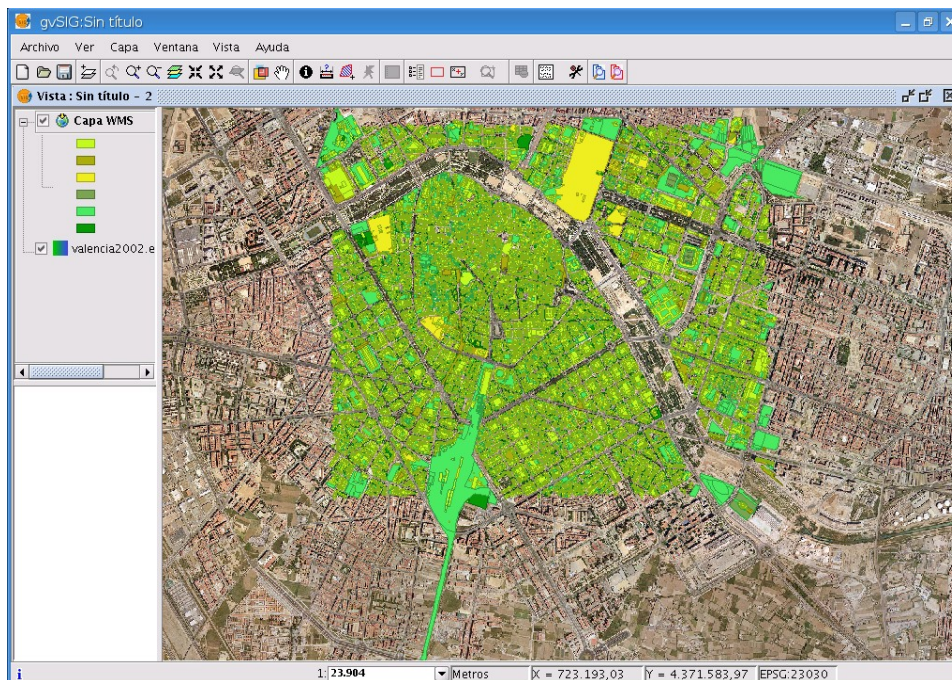 gvSIG:Sin título
Archivo Ver Capa Ventana Vista Ayuda
Vista : Sin título - 2
Capa WMS
valencia2002.e
1: 23.904 Metros X = 723.193,03 Y = 4.371.583,97 EPSG:23030